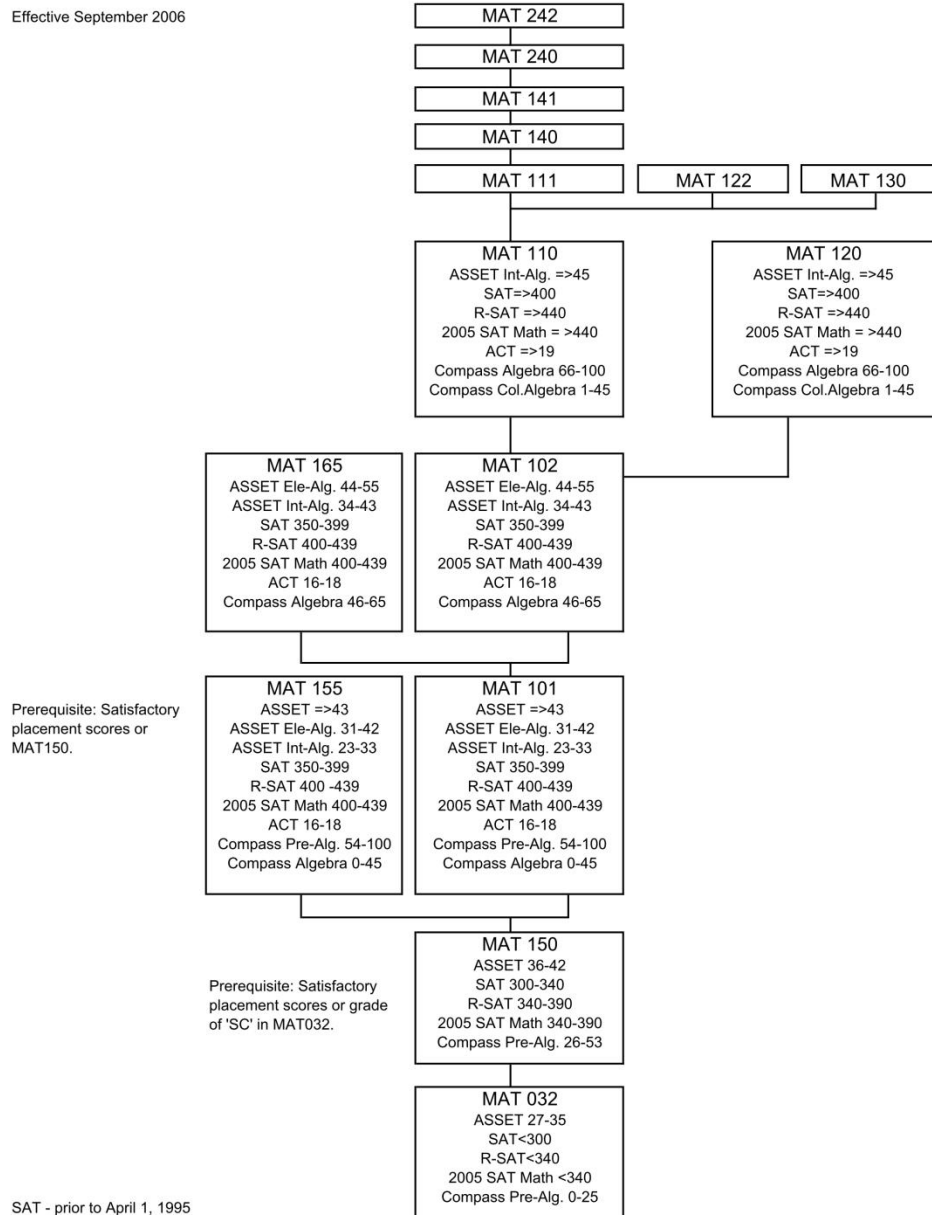 Effective September 2006
MAT 242
MAT 240
MAT 141
MAT 140
MAT 111
MAT 122
MAT 130
MAT 110
ASSET Int-Alg. =>45
SAT=>400
R-SAT =>440
2005 SAT Math = >440
ACT =>19
Compass Algebra 66-100
Compass Col.Algebra 1-45
MAT 120
ASSET Int-Alg. =>45
SAT=>400
R-SAT =>440
2005 SAT Math = >440
ACT =>19
Compass Algebra 66-100
Compass Col.Algebra 1-45
MAT 165
ASSET Ele-Alg. 44-55
ASSET Int-Alg. 34-43
SAT 350-399
R-SAT 400-439
2005 SAT Math 400-439
ACT 16-18
Compass Algebra 46-65
MAT 102
ASSET Ele-Alg. 44-55
ASSET Int-Alg. 34-43
SAT 350-399
R-SAT 400-439
2005 SAT Math 400-439
ACT 16-18
Compass Algebra 46-65
Prerequisite: Satisfactory
placement scores or
MAT150.
MAT 155
ASSET =>43
ASSET Ele-Alg. 31-42
ASSET Int-Alg. 23-33
SAT 350-399
R-SAT 400 -439
2005 SAT Math 400-439
ACT 16-18
Compass Pre-Alg. 54-100
Compass Algebra 0-45
MAT 101
ASSET =>43
ASSET Ele-Alg. 31-42
ASSET Int-Alg. 23-33
SAT 350-399
R-SAT 400-439
2005 SAT Math 400-439
ACT 16-18
Compass Pre-Alg. 54-100
Compass Algebra 0-45
Prerequisite: Satisfactory
placement scores or grade
of 'SC' in MAT032.
MAT 150
ASSET 36-42
SAT 300-340
R-SAT 340-390
2005 SAT Math 340-390
Compass Pre-Alg. 26-53
MAT 032
ASSET 27-35
SAT<300
R-SAT<340
2005 SAT Math <340
Compass Pre-Alg. 0-25
SAT - prior to April 1, 1995